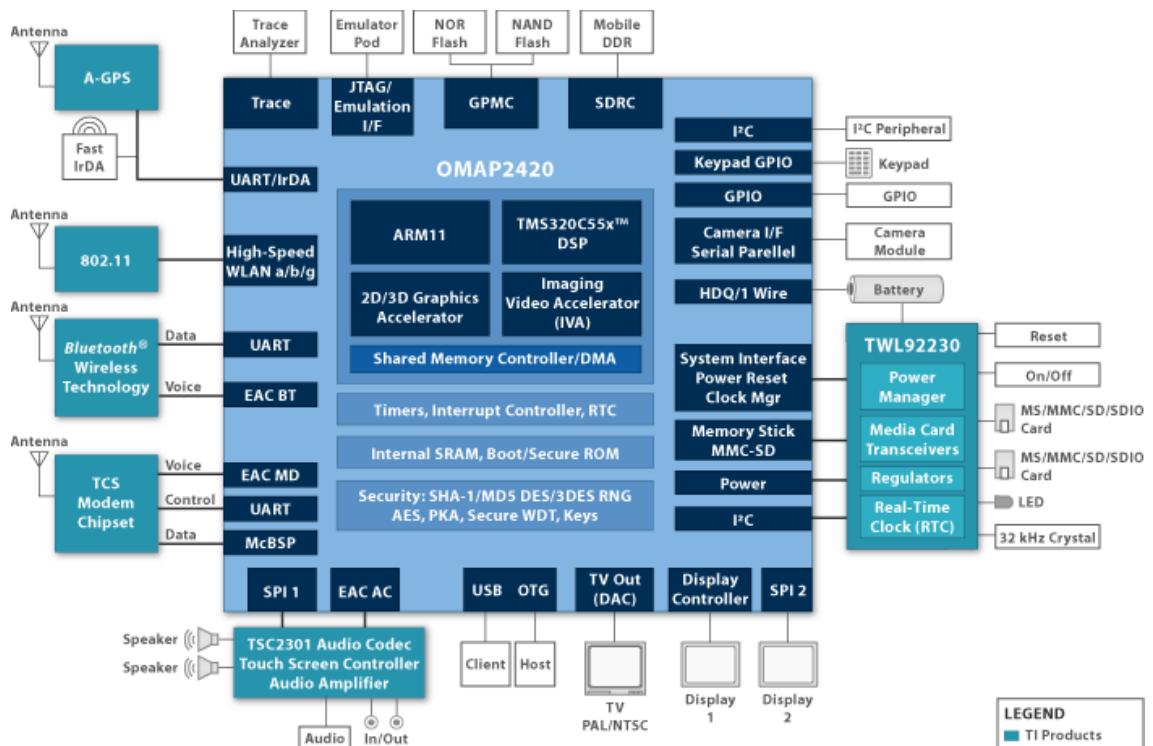 Antenna
A-GPS
Fast
IrDA
Antenna
802.11
Antenna
Bluetooth®
Wireless
Technology
Data
Voice
Antenna
TCS
Modem
Chipset
Voice
Control
Data
Trace
Analyzer
Emulator
Pod
NOR
Flash
NAND
Flash
Mobile
DDR
Trace
JTAG/
Emulation
I/F
GPMC
SDRC
UART/IrDA
High-Speed
WLAN a/b/g
UART
EAC BT
EAC MD
UART
McBSP
OMAP2420
ARM11
TMS320C55x™
DSP
2D/3D Graphics
Accelerator
Imaging
Video Accelerator
(IVA)
Shared Memory Controller/DMA
Timers, Interrupt Controller, RTC
Internal SRAM, Boot/Secure ROM
Security: SHA-1/MD5 DES/3DES RNG
AES, PKA, Secure WDT, Keys
I²C
Keypad GPIO
GPIO
Camera I/F
Serial Parellel
HDQ/1 Wire
System Interface
Power Reset
Clock Mgr
Memory Stick
MMC-SD
Power
I²C
I²C Peripheral
Keypad
GPIO
Camera
Module
Battery
TWL92230
Power
Manager
Media Card
Transceivers
Regulators
Real-Time
Clock (RTC)
Reset
On/Off
MS/MMC/SD/SDIO
Card
MS/MMC/SD/SDIO
Card
LED
32 kHz Crystal
SPI 1
EAC AC
USB OTG
TV Out
(DAC)
Display
Controller
SPI 2
Speaker
Speaker
TSC2301 Audio Codec
Touch Screen Controller
Audio Amplifier
Audio
In/Out
Client
Host
TV
PAL/NTSC
Display
1
Display
2
LEGEND
TI Products